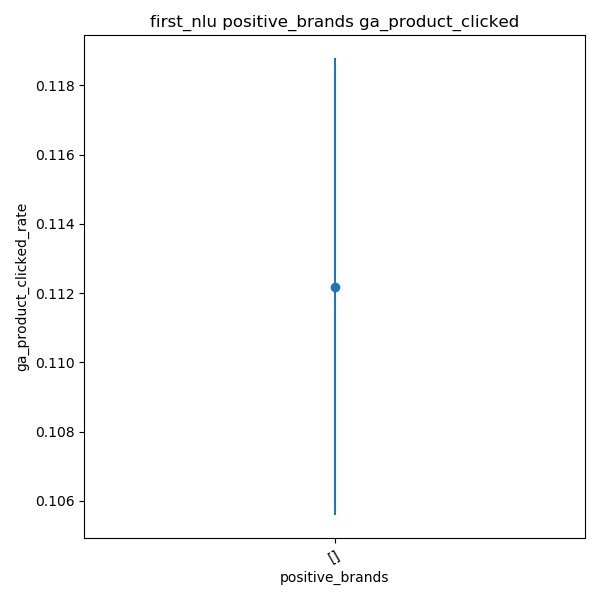 first_nlu positive_brands ga_product_clicked
0.118
0.116
0.114
0.112
0.110
0.108
0.106
ga_product_clicked_rate
[]
positive_brands